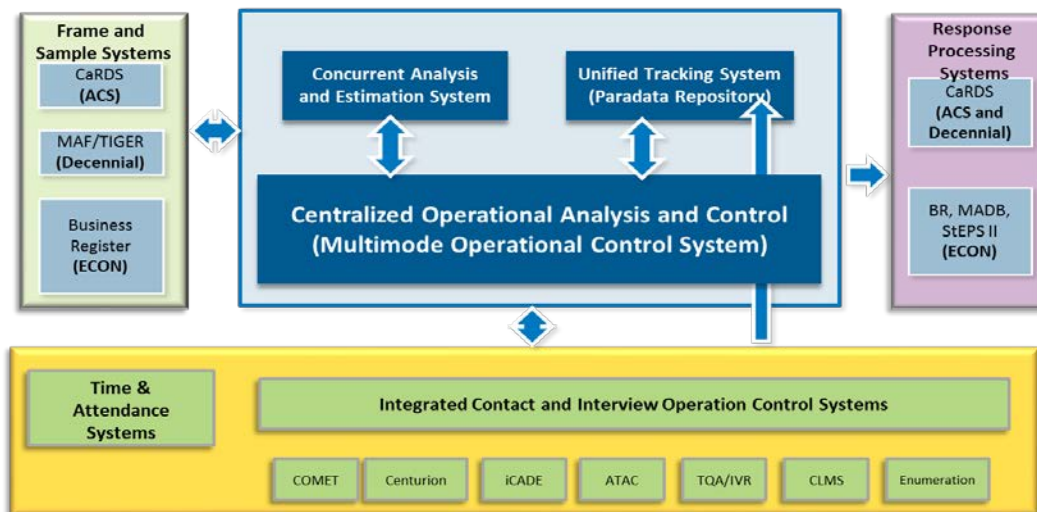 Frame and
Sample Systems
CaRDS
(ACS)
MAF/TIGER
(Decennial)
Business
Register
(ECON)
Concurrent Analysis
and Estimation System
Unified Tracking System
(Paradata Repository)
Centralized Operational Analysis and Control
(Multimode Operational Control System)
Response
Processing
Systems
CaRDS
(ACS and
Decennial)
BR, MADB,
StEPS II
(ECON)
Time &
Attendance
Systems
Integrated Contact and Interview Operation Control Systems
COMET
Centurion
iCADE
ATAC
TQA/IVR
CLMS
Enumeration